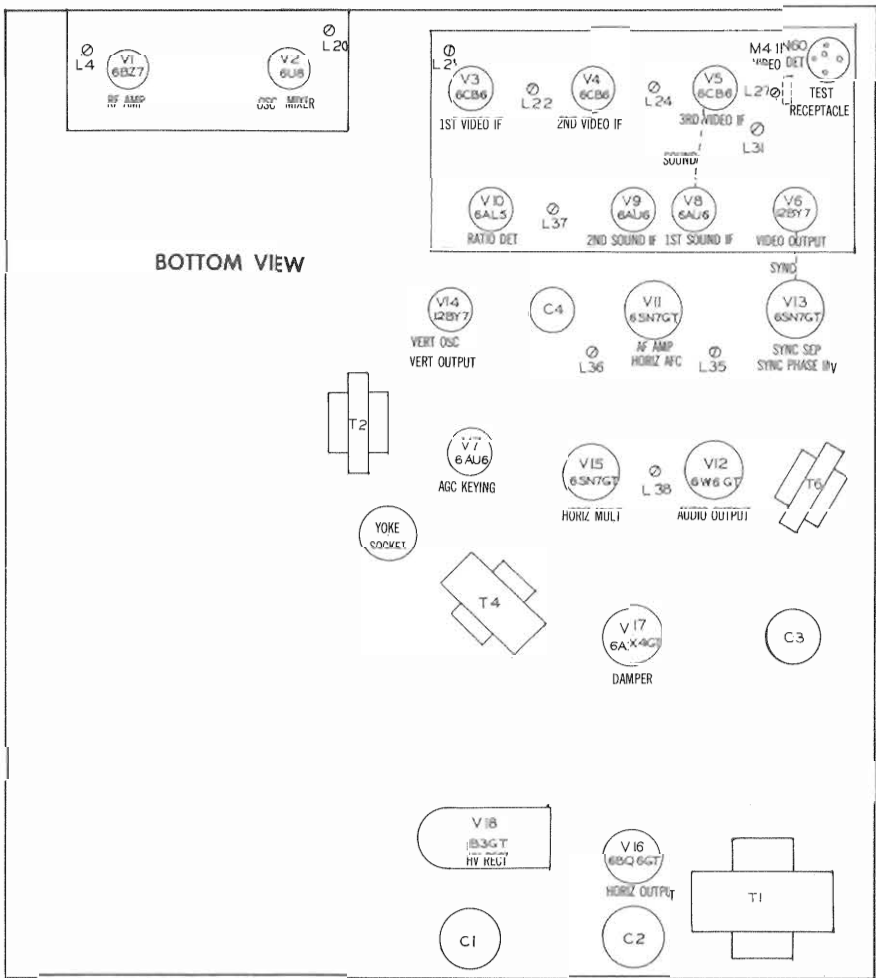 L4
V1
6BZ7
RF AMP
V2
6U8
OSC MIXER
L20
L21
V3
6CB6
1ST VIDEO IF
L22
V4
6CB6
2ND VIDEO IF
L24
V5
6CB6
3RD VIDEO IF
L27
VIDEO DET
TEST
RECEPTACLE
L31
SOUND
V10
6AL5
RATIO DET
L37
V9
6AU6
2ND SOUND IF
V8
6AU6
1ST SOUND IF
V6
12BY7
VIDEO OUTPUT
SYNC
BOTTOM VIEW
V14
12BY7
VERT OSC
VERT OUTPUT
C4
V11
6SN7GT
AF AMP
HORIZ AFC
L36
L35
V13
6SN7GT
SYNC SEP
SYNC PHASE INV
T2
V7
6AU6
AGC KEYING
V15
6SN7GT
HORIZ MULT
L38
V12
6W6GT
AUDIO OUTPUT
T6
YOKE
SOCKET
T4
V17
6AX4GT
DAMPER
C3
V18
1B3GT
HV RECT
V16
6BQ6GT
HORIZ OUTPUT
T1
C1
C2